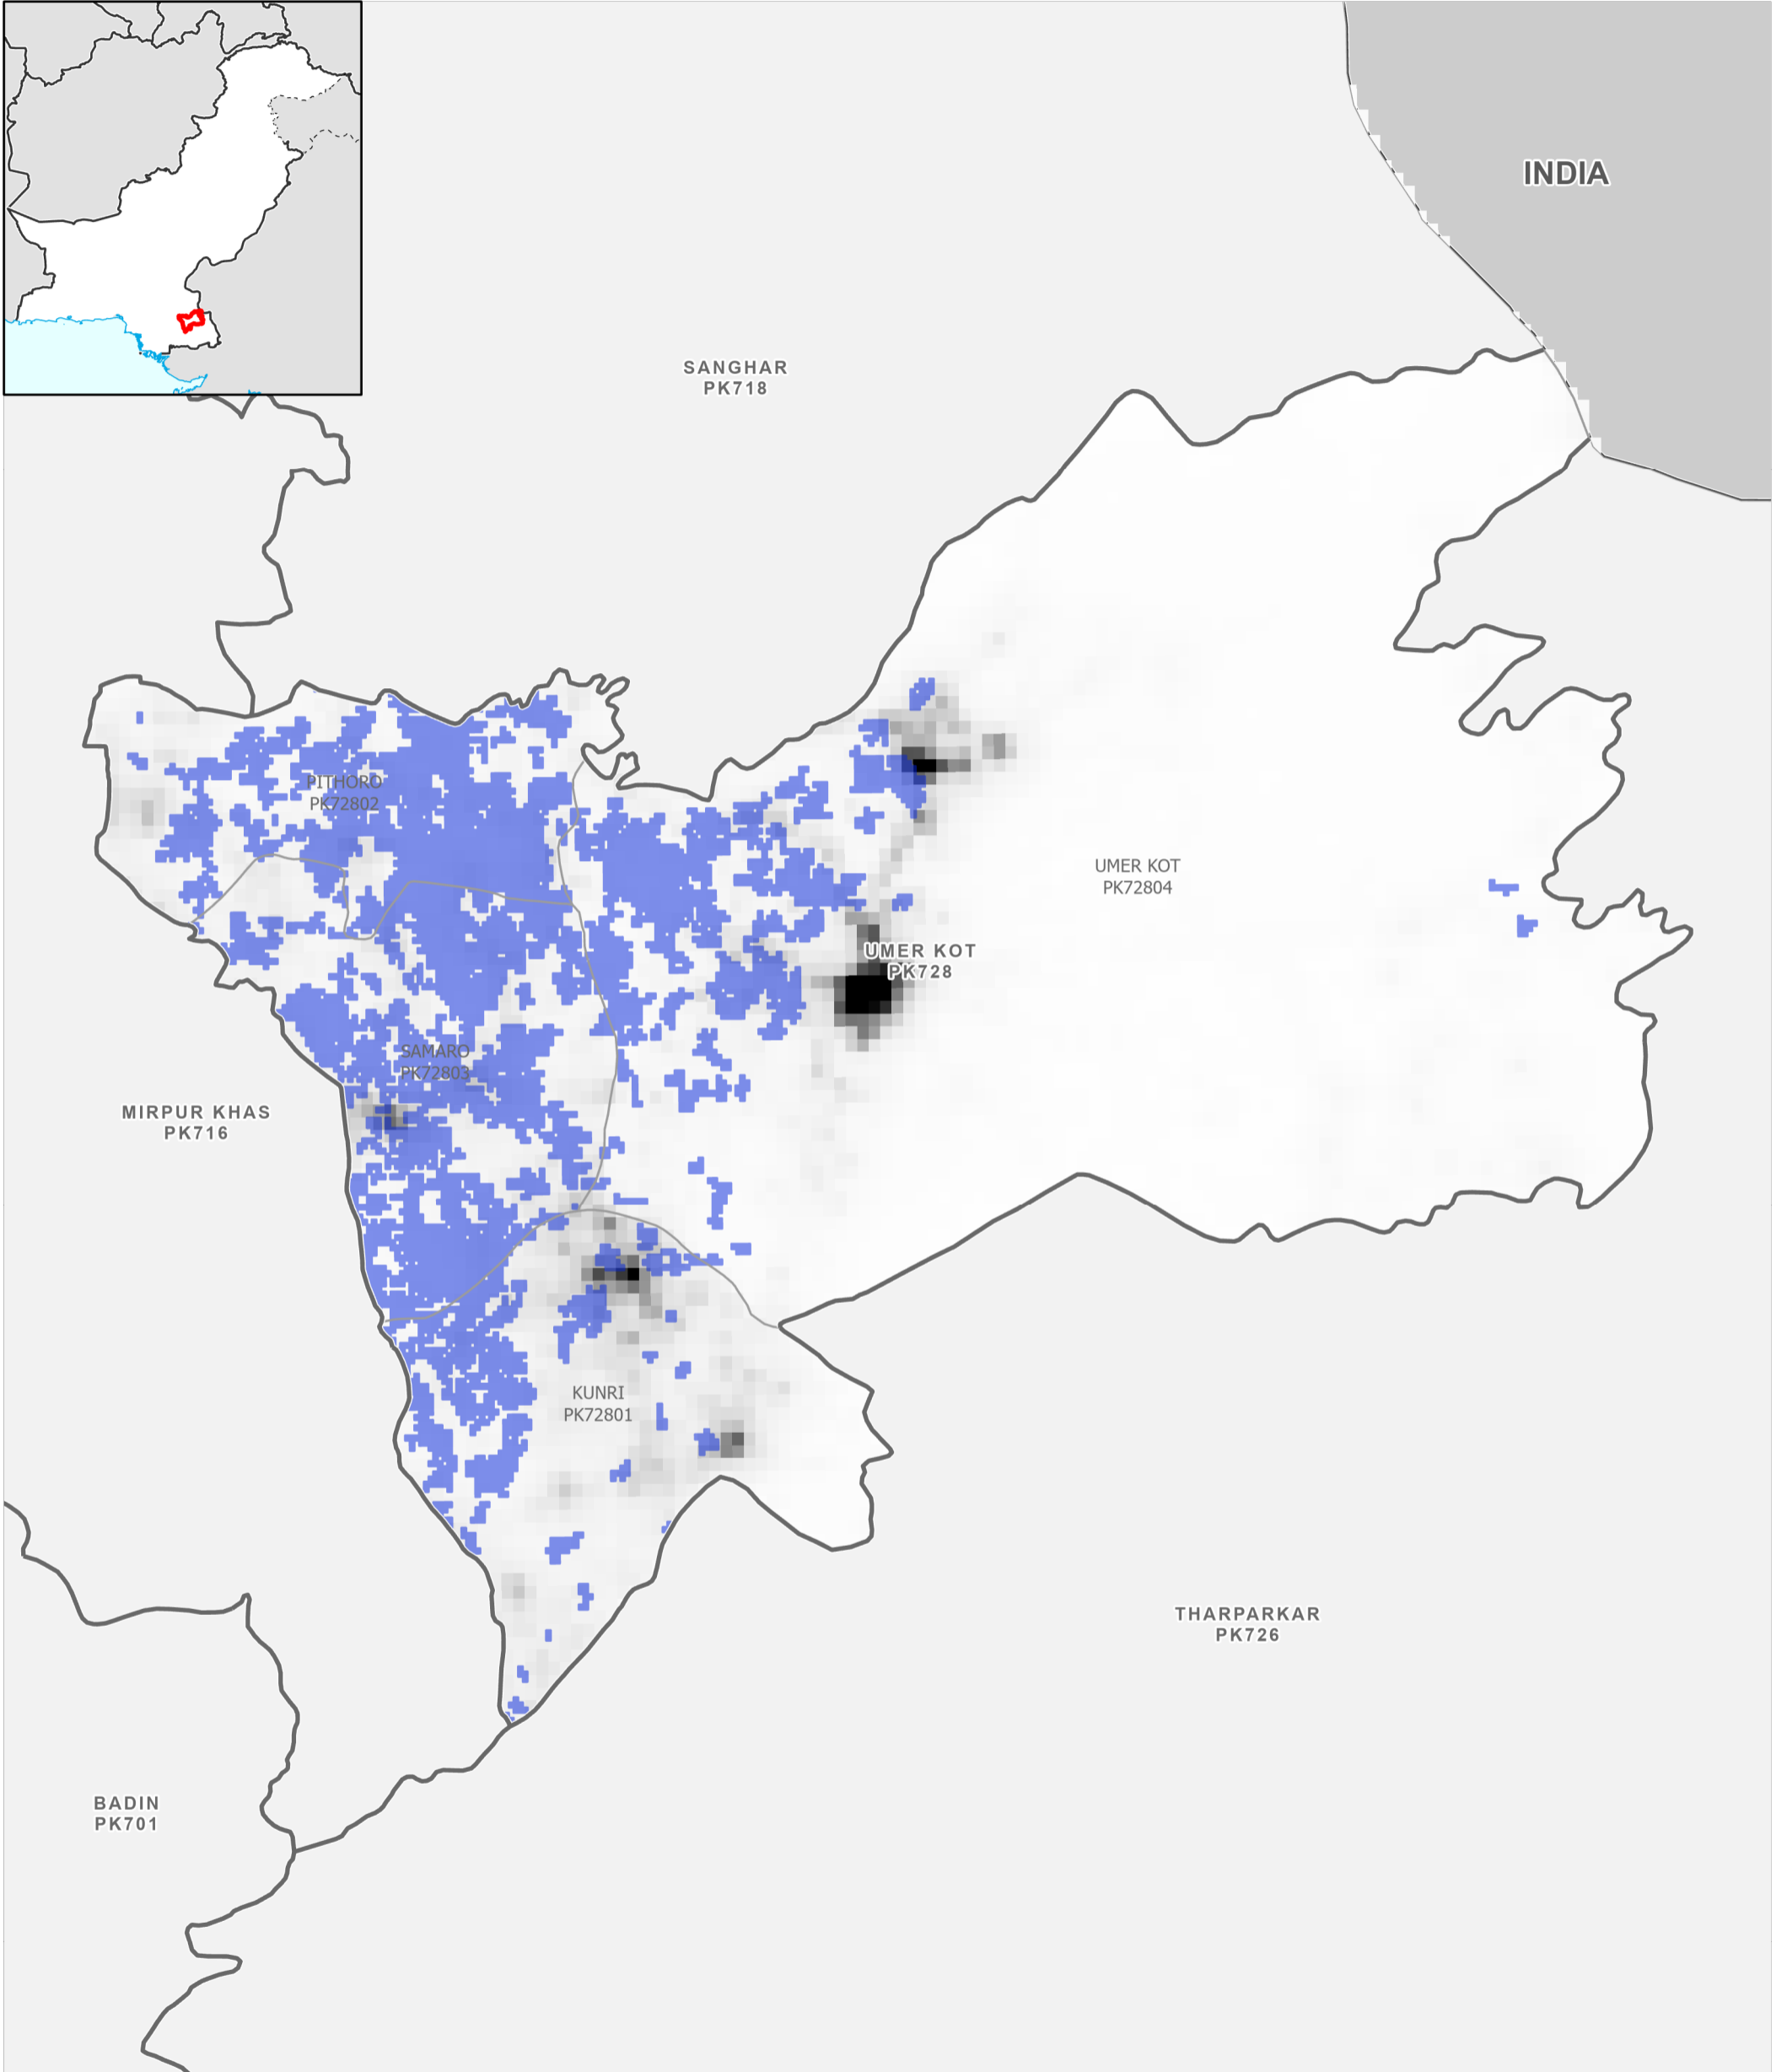 INDIA
SANGHAR
PK718
PITHORO
PK72802
UMER KOT
PK72804
UMER KOT
PK728
SAMARO
PK72803
MIRPUR KHAS
PK716
KUNRI
PK72801
THARPARKAR
PK726
BADIN
PK701